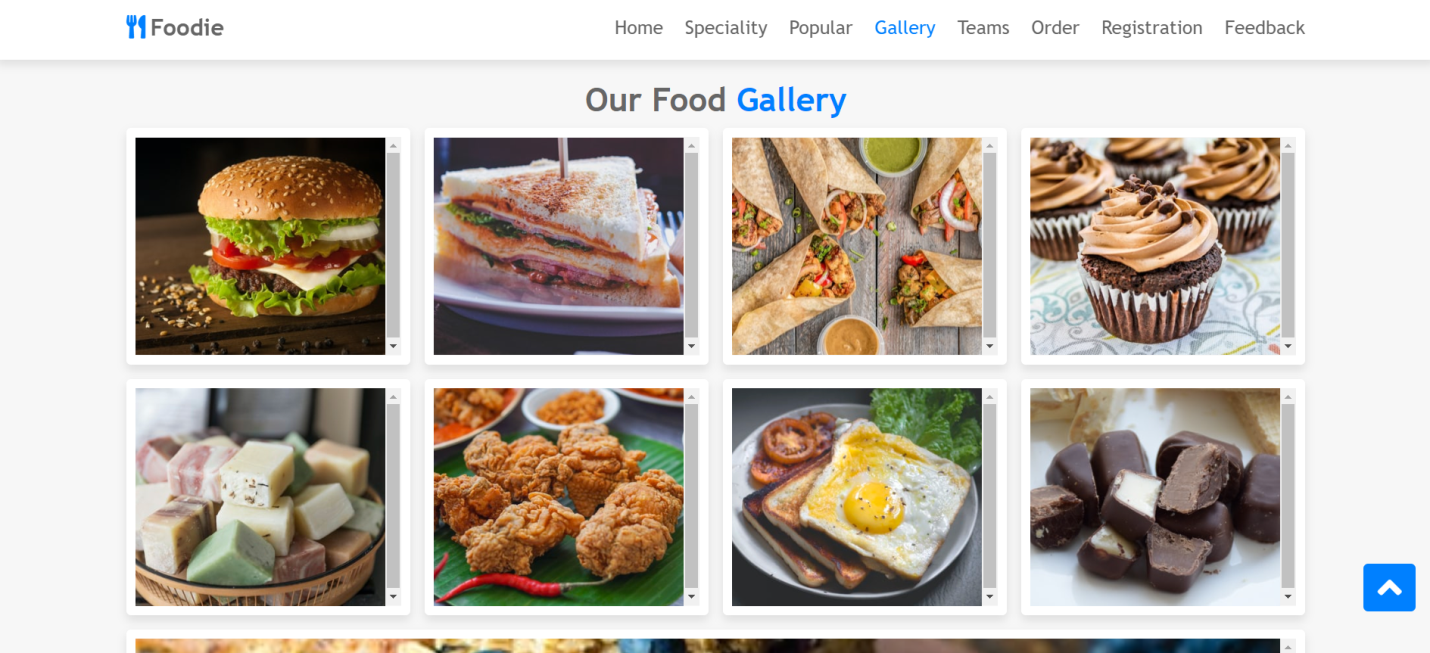 Foodie
Home Speciality Popular Gallery Teams Order Registration Feedback
Our Food Gallery